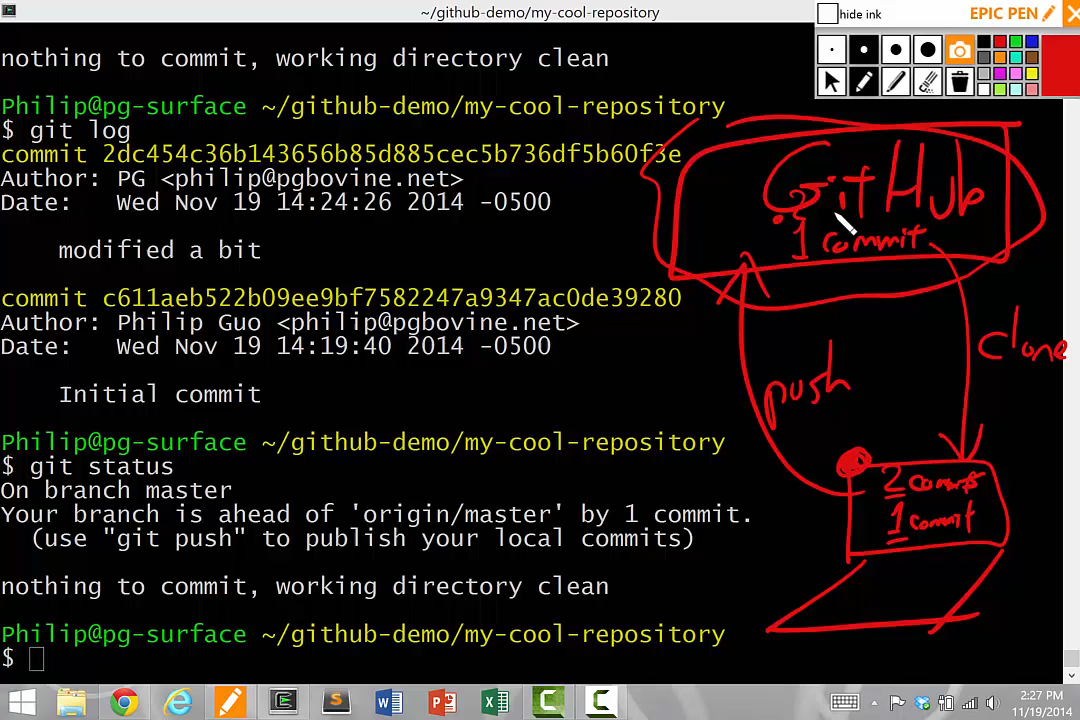 ~/github-demo/my-cool-repository
hide ink
EPIC PEN
nothing to commit, working directory clean
Philip@pg-surface ~/github-demo/my-cool-repository
$ git log
commit 2dc454c36b143656b85d885cec5b736df5b60f3e
Author: PG <philip@pgbovine.net>
Date:   Wed Nov 19 14:24:26 2014 -0500
modified a bit
commit c611aeb522b09ee9bf7582247a9347ac0de39280
Author: Philip Guo <philip@pgbovine.net>
Date:   Wed Nov 19 14:19:40 2014 -0500
Initial commit
Philip@pg-surface ~/github-demo/my-cool-repository
$ git status
On branch master
Your branch is ahead of 'origin/master' by 1 commit.
(use "git push" to publish your local commits)
nothing to commit, working directory clean
Philip@pg-surface ~/github-demo/my-cool-repository
$
GitHub
1 commit
clone
push
2 commits
1 commit
2:27 PM
11/19/2014